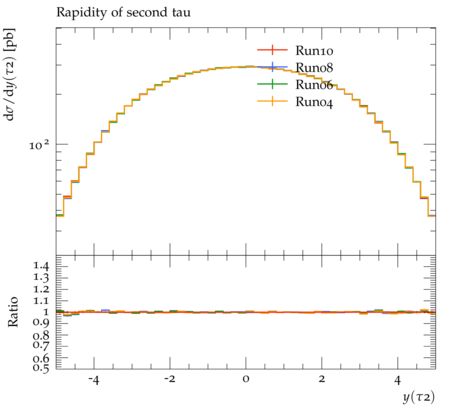 Rapidity of second tau
dσ/dy(τ2) [pb]
Run10
Run08
Run06
Run04
10²
Ratio
1.4
1.3
1.2
1.1
1
0.9
0.8
0.7
0.6
0.5
-4 -2 0 2 4
y(τ2)